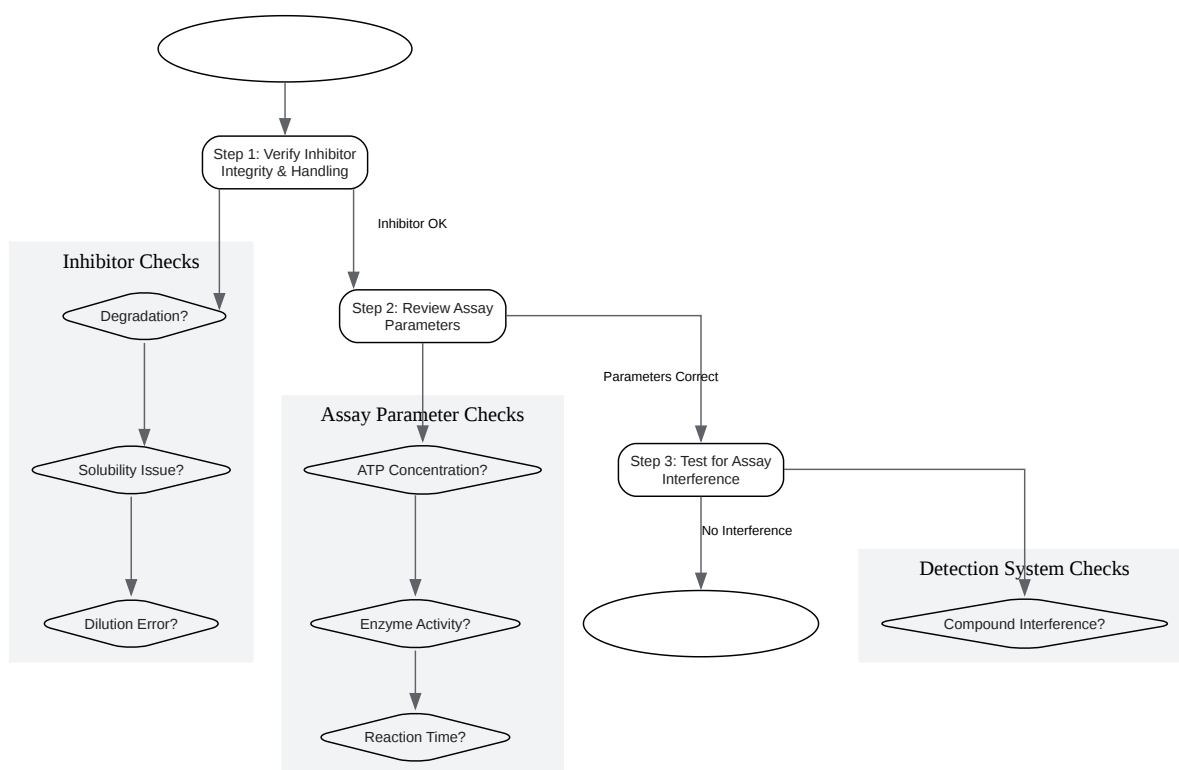 Step 1: Verify Inhibitor
Integrity & Handling
Inhibitor OK
Inhibitor Checks
Degradation?
Step 2: Review Assay
Parameters
Parameters Correct
Assay Parameter Checks
Solubility Issue?
ATP Concentration?
Step 3: Test for Assay
Interference
No Interference
Detection System Checks
Dilution Error?
Enzyme Activity?
Compound Interference?
Reaction Time?